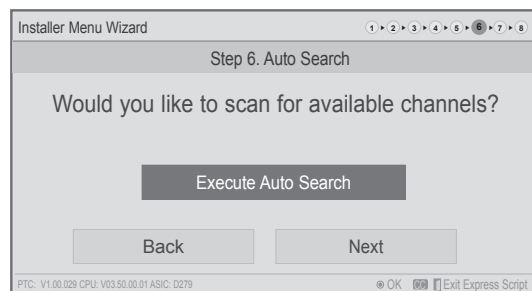 Installer Menu Wizard 1 2 3 4 5 6 7 8
Step 6. Auto Search
Would you like to scan for available channels?
Execute Auto Search
Back Next
PTC: V1.00.029 CPU: V03.50.00.01 ASIC: D279 OK Exit Express Script